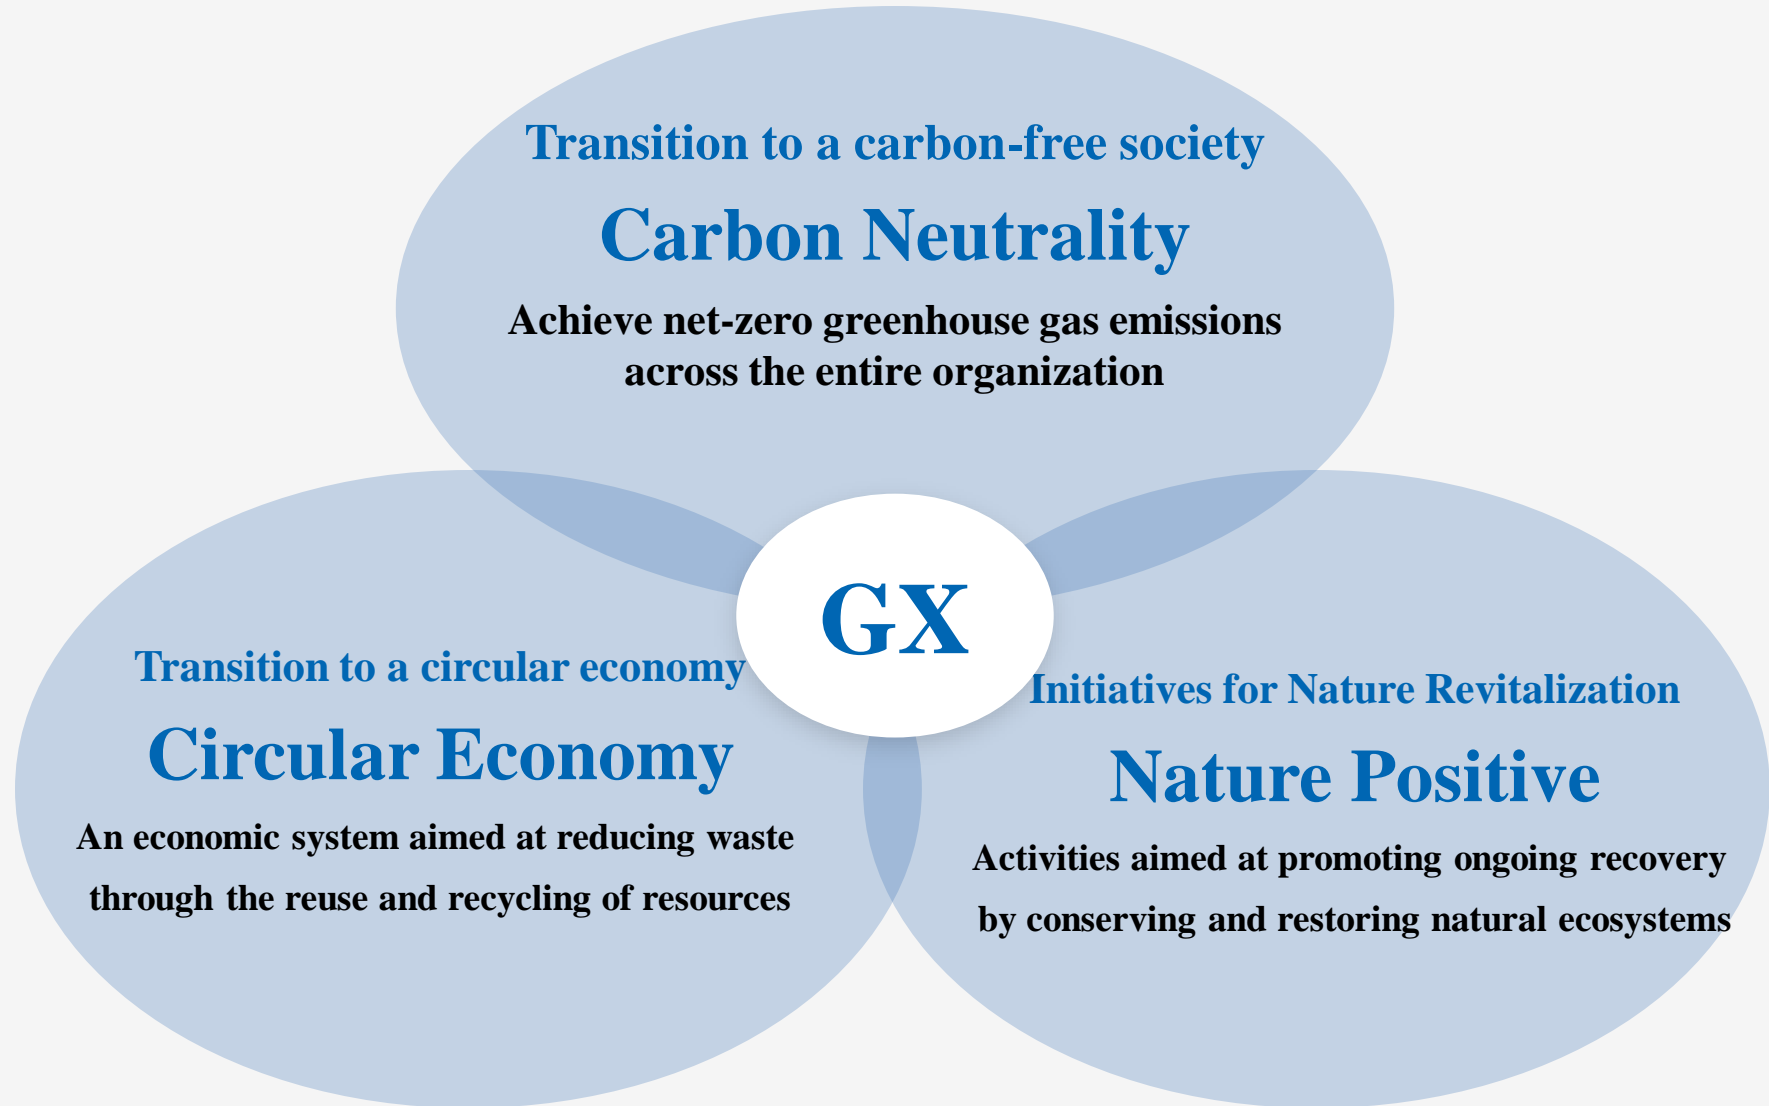 Transition to a carbon-free society
Carbon Neutrality
Achieve net-zero greenhouse gas emissions
across the entire organization
GX
Transition to a circular economy
Circular Economy
An economic system aimed at reducing waste
through the reuse and recycling of resources
Initiatives for Nature Revitalization
Nature Positive
Activities aimed at promoting ongoing recovery
by conserving and restoring natural ecosystems